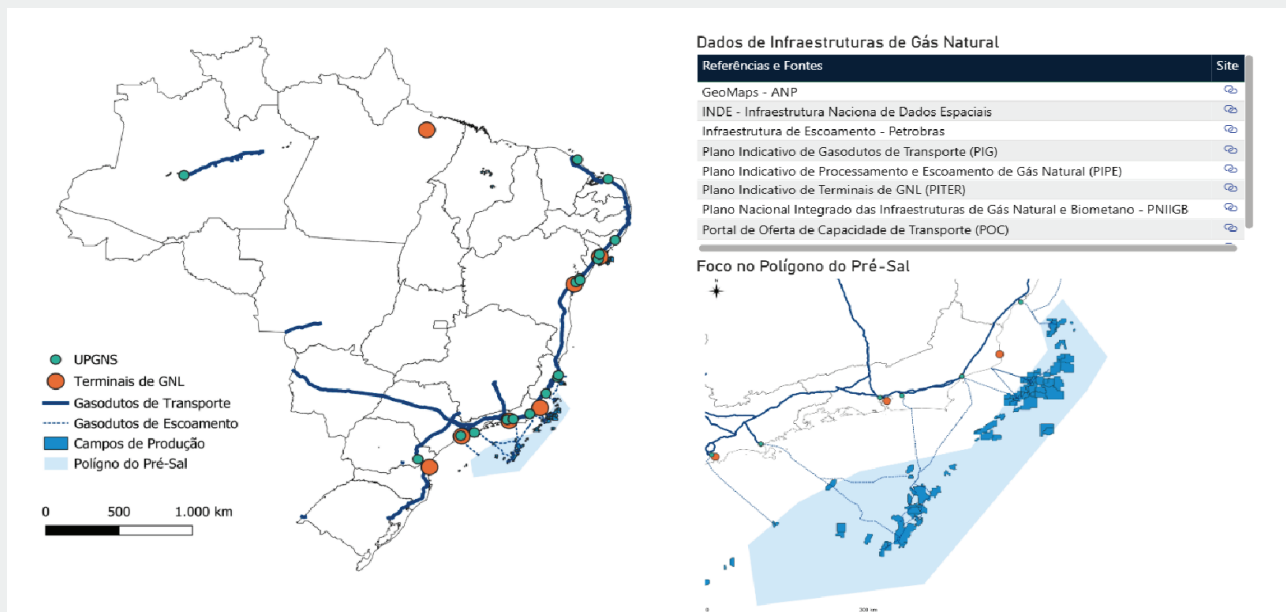 UPGNS
Terminais de GNL
Gasodutos de Transporte
Gasodutos de Escoamento
Campos de Produção
Políigno do Pré-Sal
0 500 1.000 km
Dados de Infraestruturas de Gás Natural
Referências e Fontes Site
GeoMaps - ANP
INDE - Infraestrutura Naciona de Dados Espaciais
Infraestrutura de Escoamento - Petrobras
Plano Indicativo de Gasodutos de Transporte (PIG)
Plano Indicativo de Processamento e Escoamento de Gás Natural (PIPE)
Plano Indicativo de Terminais de GNL (PITER)
Plano Nacional Integrado das Infraestruturas de Gás Natural e Biometano - PNIIGB
Portal de Oferta de Capacidade de Transporte (POC)
Foco no Polígono do Pré-Sal
0